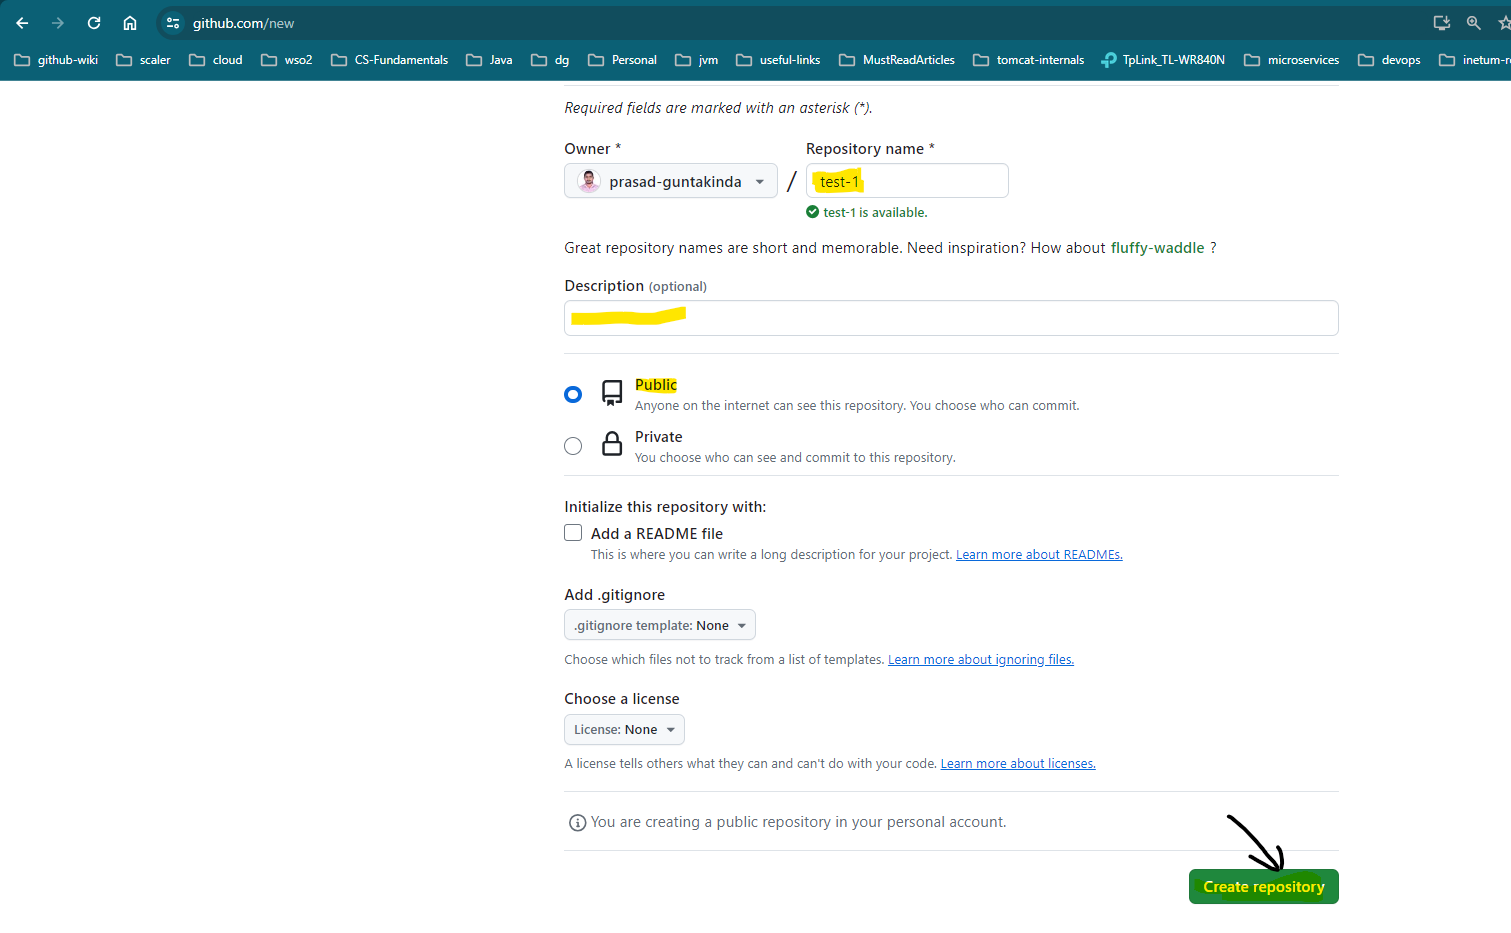 github.com/new
github-wiki scaler cloud wso2 CS-Fundamentals Java dg Personal jvm useful-links MustReadArticles tomcat-internals TpLink_TL-WR840N microservices devops inetum-r
Required fields are marked with an asterisk (*).
Owner * Repository name *
prasad-guntakinda / test-1
test-1 is available.
Great repository names are short and memorable. Need inspiration? How about fluffy-waddle ?
Description (optional)
Public
Anyone on the internet can see this repository. You choose who can commit.
Private
You choose who can see and commit to this repository.
Initialize this repository with:
Add a README file
This is where you can write a long description for your project. Learn more about READMEs.
Add .gitignore
.gitignore template: None
Choose which files not to track from a list of templates. Learn more about ignoring files.
Choose a license
License: None
A license tells others what they can and can't do with your code. Learn more about licenses.
You are creating a public repository in your personal account.
Create repository